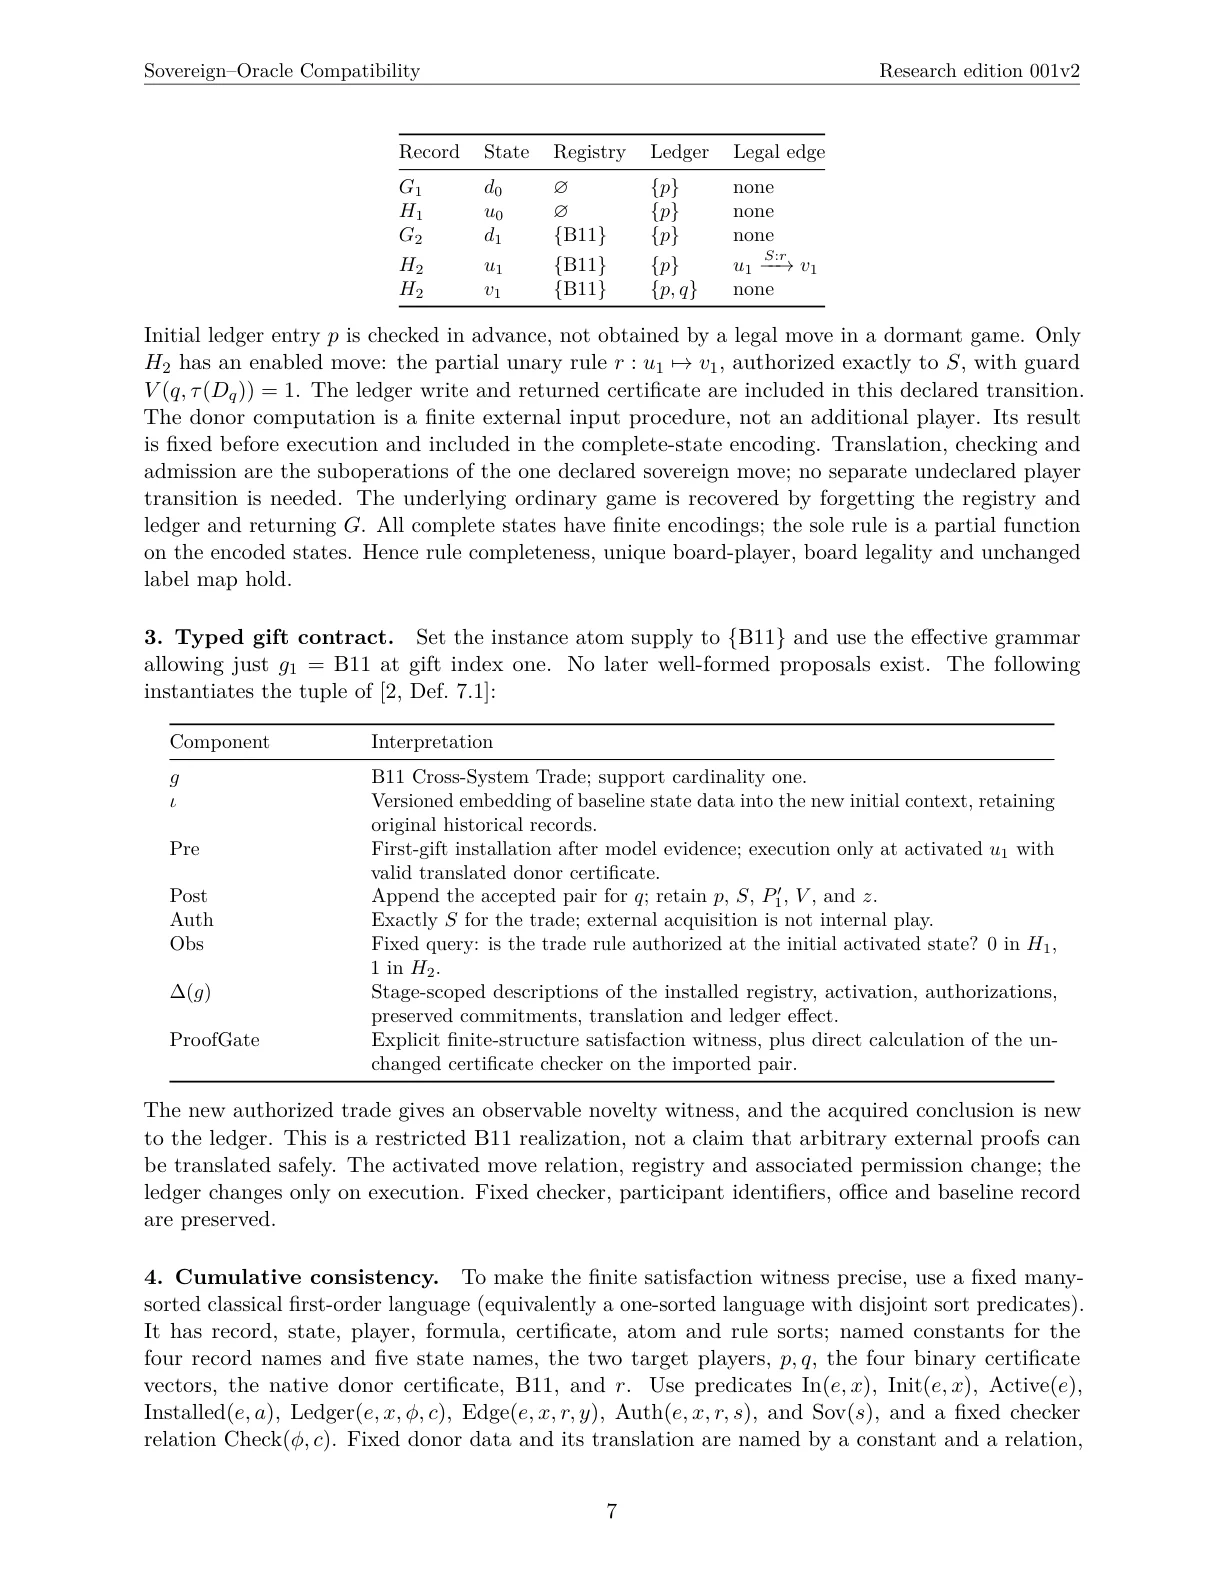 Sovereign–Oracle Compatibility Research edition 001v2
Record State Registry Ledger Legal edge
G₁ d₀ ∅ {p} none
H₁ u₀ ∅ {p} none
G₂ d₁ {B11} {p} none
H₂ u₁ {B11} {p} u₁ —S:r→ v₁
H₂ v₁ {B11} {p, q} none
Initial ledger entry p is checked in advance, not obtained by a legal move in a dormant game. Only
H₂ has an enabled move: the partial unary rule r : u₁ ↦ v₁, authorized exactly to S, with guard
V(q, τ(D_q)) = 1. The ledger write and returned certificate are included in this declared transition.
The donor computation is a finite external input procedure, not an additional player. Its result
is fixed before execution and included in the complete-state encoding. Translation, checking and
admission are the suboperations of the one declared sovereign move; no separate undeclared player
transition is needed. The underlying ordinary game is recovered by forgetting the registry and
ledger and returning G. All complete states have finite encodings; the sole rule is a partial function
on the encoded states. Hence rule completeness, unique board-player, board legality and unchanged
label map hold.
3. Typed gift contract. Set the instance atom supply to {B11} and use the effective grammar
allowing just g₁ = B11 at gift index one. No later well-formed proposals exist. The following
instantiates the tuple of [2, Def. 7.1]:
Component Interpretation
g B11 Cross-System Trade; support cardinality one.
ι Versioned embedding of baseline state data into the new initial context, retaining
original historical records.
Pre First-gift installation after model evidence; execution only at activated u₁ with
valid translated donor certificate.
Post Append the accepted pair for q; retain p, S, P′₁, V, and z.
Auth Exactly S for the trade; external acquisition is not internal play.
Obs Fixed query: is the trade rule authorized at the initial activated state? 0 in H₁,
1 in H₂.
Δ(g) Stage-scoped descriptions of the installed registry, activation, authorizations,
preserved commitments, translation and ledger effect.
ProofGate Explicit finite-structure satisfaction witness, plus direct calculation of the un-
changed certificate checker on the imported pair.
The new authorized trade gives an observable novelty witness, and the acquired conclusion is new
to the ledger. This is a restricted B11 realization, not a claim that arbitrary external proofs can
be translated safely. The activated move relation, registry and associated permission change; the
ledger changes only on execution. Fixed checker, participant identifiers, office and baseline record
are preserved.
4. Cumulative consistency. To make the finite satisfaction witness precise, use a fixed many-
sorted classical first-order language (equivalently a one-sorted language with disjoint sort predicates).
It has record, state, player, formula, certificate, atom and rule sorts; named constants for the
four record names and five state names, the two target players, p, q, the four binary certificate
vectors, the native donor certificate, B11, and r. Use predicates In(e, x), Init(e, x), Active(e),
Installed(e, a), Ledger(e, x, ϕ, c), Edge(e, x, r, y), Auth(e, x, r, s), and Sov(s), and a fixed checker
relation Check(ϕ, c). Fixed donor data and its translation are named by a constant and a relation,
7